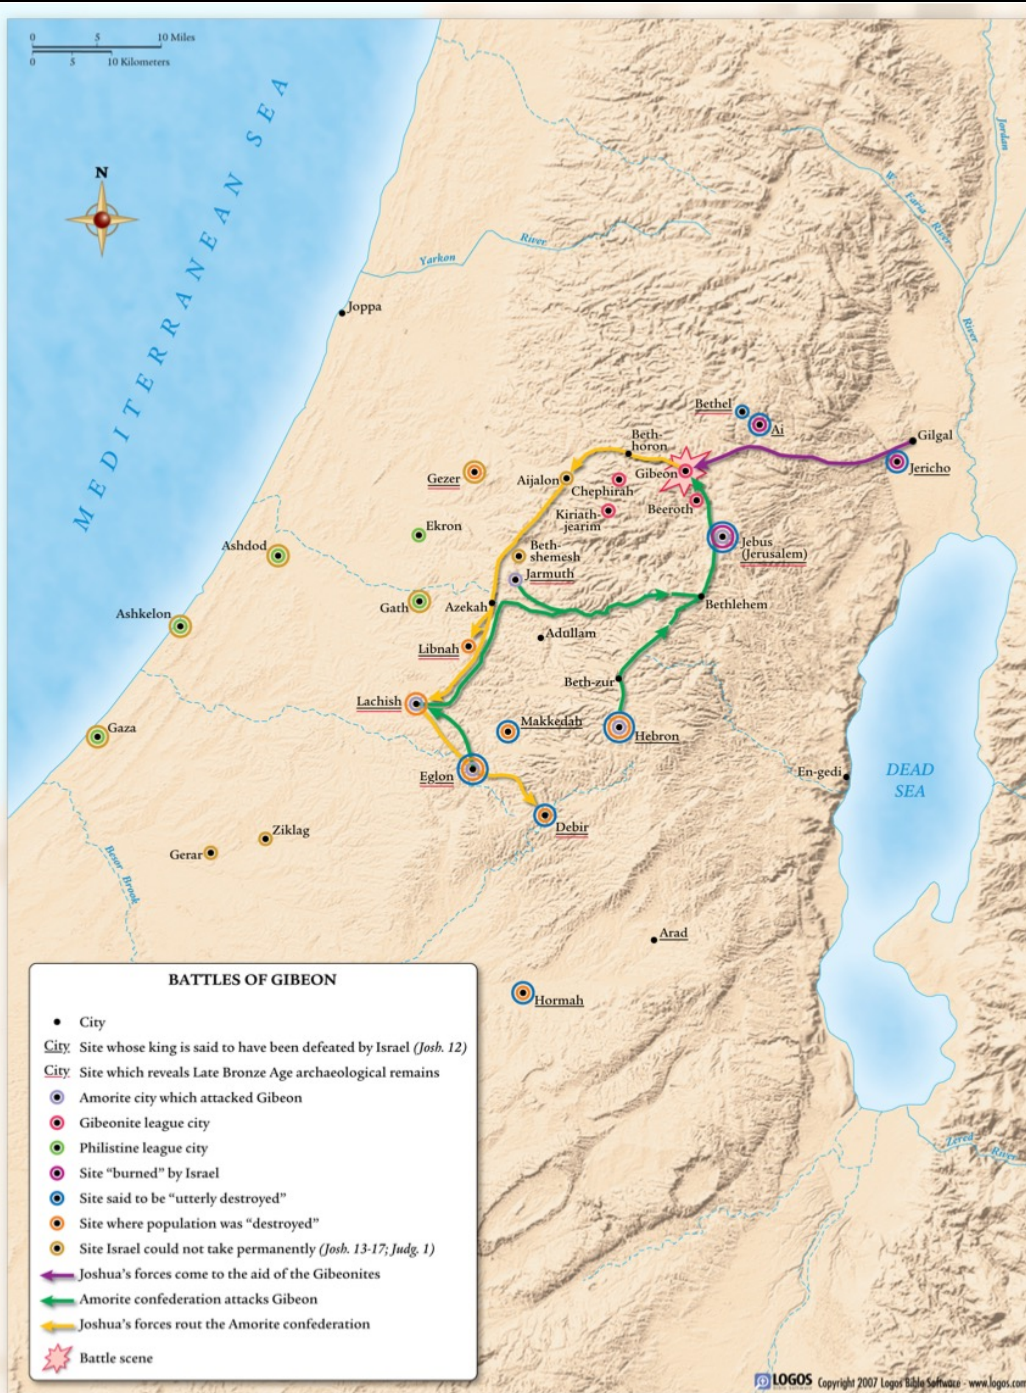 0 5 10 Miles
0 5 10 Kilometers
N
MEDITERRANEAN SEA
Jordan
W. Faria River
River
Yarkon River
Joppa
Bethel
Ai
Gilgal
Beth-
horon
Gibeon
Jericho
Gezer
Aijalon
Chephirah
Beeroth
Kiriath-
jearim
Ekron
Jebus
(Jerusalem)
Ashdod
Beth-
shemesh
Jarmuth
Gath
Azekah
Bethlehem
Ashkelon
Adullam
Libnah
Beth-zur
Lachish
Makkedah
Hebron
Gaza
Eglon
En-gedi
DEAD
SEA
Debir
Ziklag
Gerar
Besor Brook
Arad
Hormah
BATTLES OF GIBEON
City
City Site whose king is said to have been defeated by Israel (Josh. 12)
City Site which reveals Late Bronze Age archaeological remains
Amorite city which attacked Gibeon
Gibeonite league city
Philistine league city
Site “burned” by Israel
Site said to be “utterly destroyed”
Site where population was “destroyed”
Site Israel could not take permanently (Josh. 13-17; Judg. 1)
Joshua’s forces come to the aid of the Gibeonites
Amorite confederation attacks Gibeon
Joshua’s forces rout the Amorite confederation
Battle scene
Zered River
LOGOS Copyright 2007 Logos Bible Software - www.logos.com